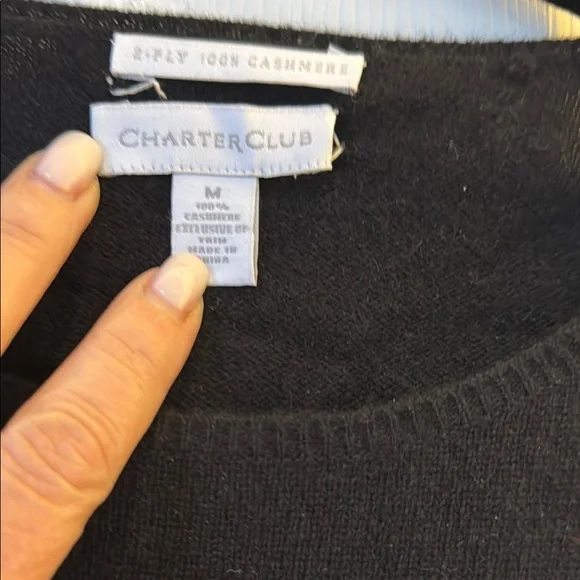 2-PLY 100% CASHMERE
CHARTER CLUB
M
100%
CASHMERE
EXCLUSIVE OF
TRIM
MADE IN
CHINA